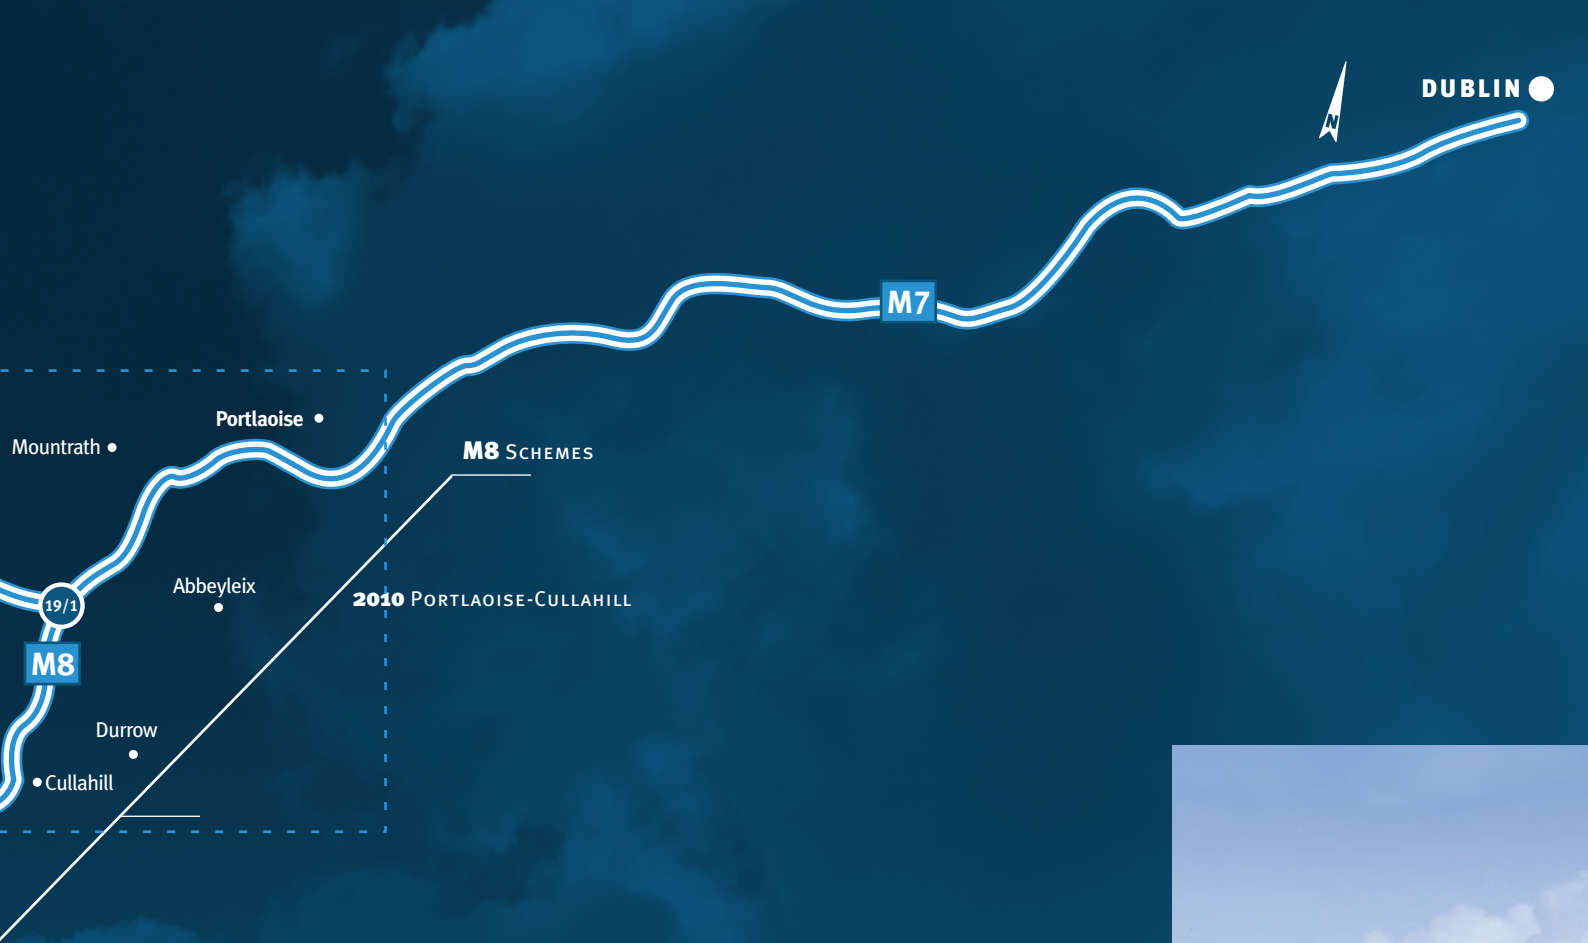 DUBLIN
N
M7
Portlaoise
Mountrath
M8 SCHEMES
Abbeyleix
2010 PORTLAOISE-CULLAHILL
19/1
M8
Durrow
Cullahill